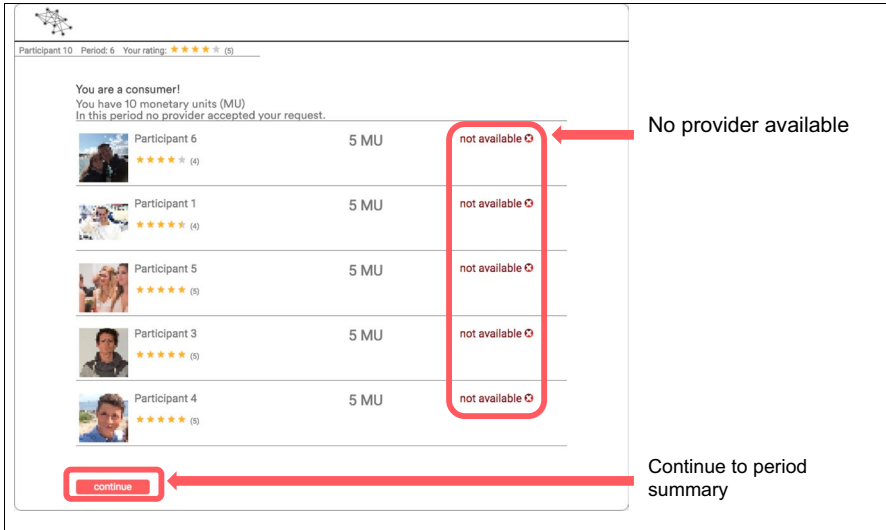 Participant 10 Period: 6 Your rating: ★★★★★ (5)
You are a consumer!
You have 10 monetary units (MU)
In this period no provider accepted your request.
Participant 6 5 MU not available
★★★★★ (4)
No provider available
Participant 1 5 MU not available
★★★★★ (4)
Participant 5 5 MU not available
★★★★★ (5)
Participant 3 5 MU not available
★★★★★ (5)
Participant 4 5 MU not available
★★★★★ (5)
continue
Continue to period
summary